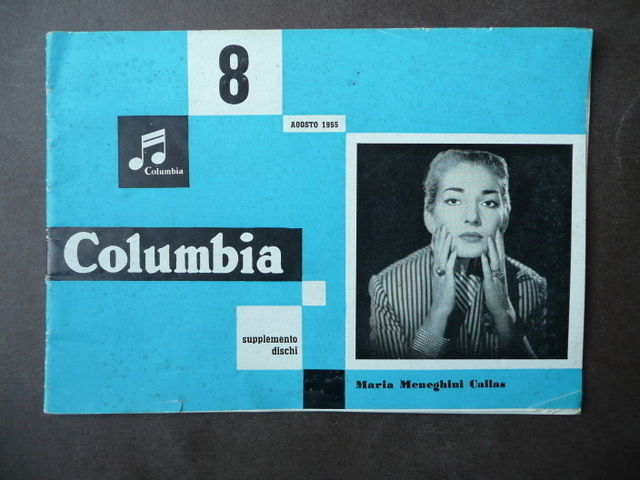 8
AGOSTO 1955
Columbia
Columbia
supplemento
dischi
Maria Meneghini Callas